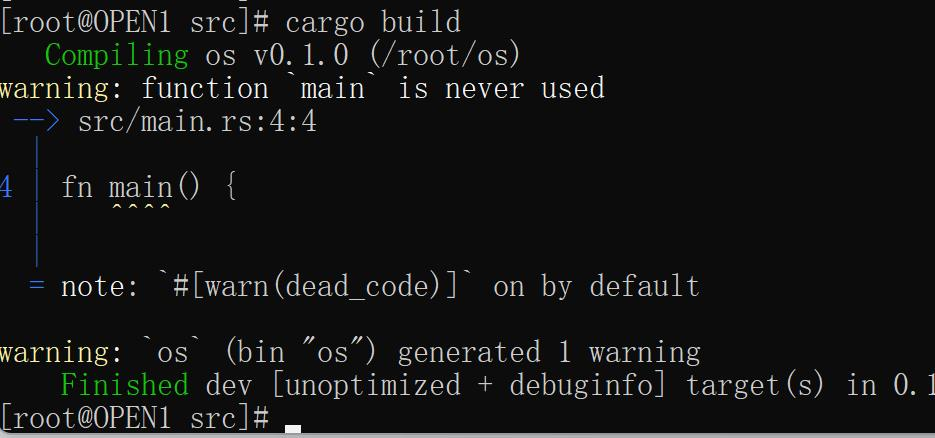 [root@OPEN1 src]# cargo build
Compiling os v0.1.0 (/root/os)
warning: function `main` is never used
--> src/main.rs:4:4
|
4 | fn main() {
| ^^^^
|
= note: `#[warn(dead_code)]` on by default
warning: `os` (bin "os") generated 1 warning
Finished dev [unoptimized + debuginfo] target(s) in 0.1
[root@OPEN1 src]#